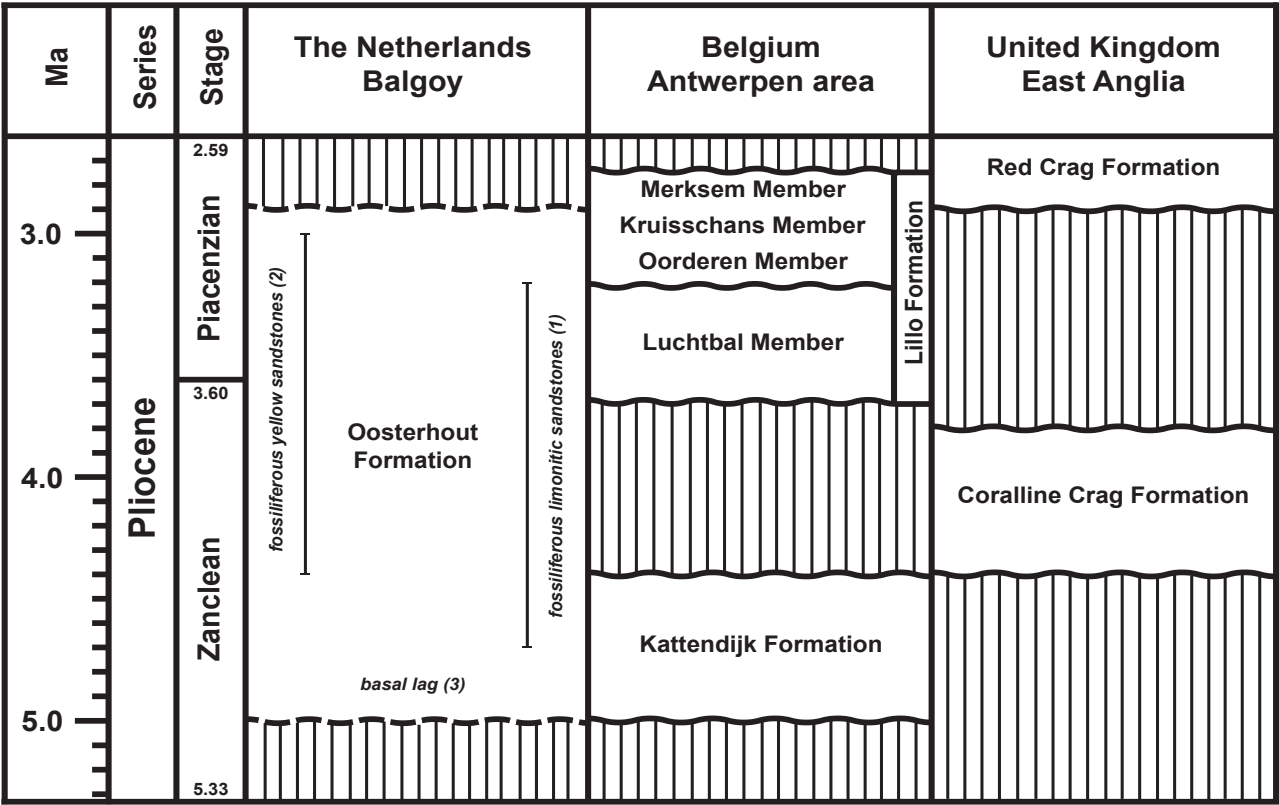 Ma
Series
Stage
The Netherlands
Balgoy
Belgium
Antwerpen area
United Kingdom
East Anglia
2.59
3.0
4.0
5.0
Pliocene
Piacenzian
3.60
Zanclean
5.33
fossiliferous yellow sandstones (2)
Oosterhout
Formation
fossiliferous limonitic sandstones (1)
basal lag (3)
Merksem Member
Kruisschans Member
Oorderen Member
Luchtbal Member
Lillo Formation
Kattendijk Formation
Red Crag Formation
Coralline Crag Formation